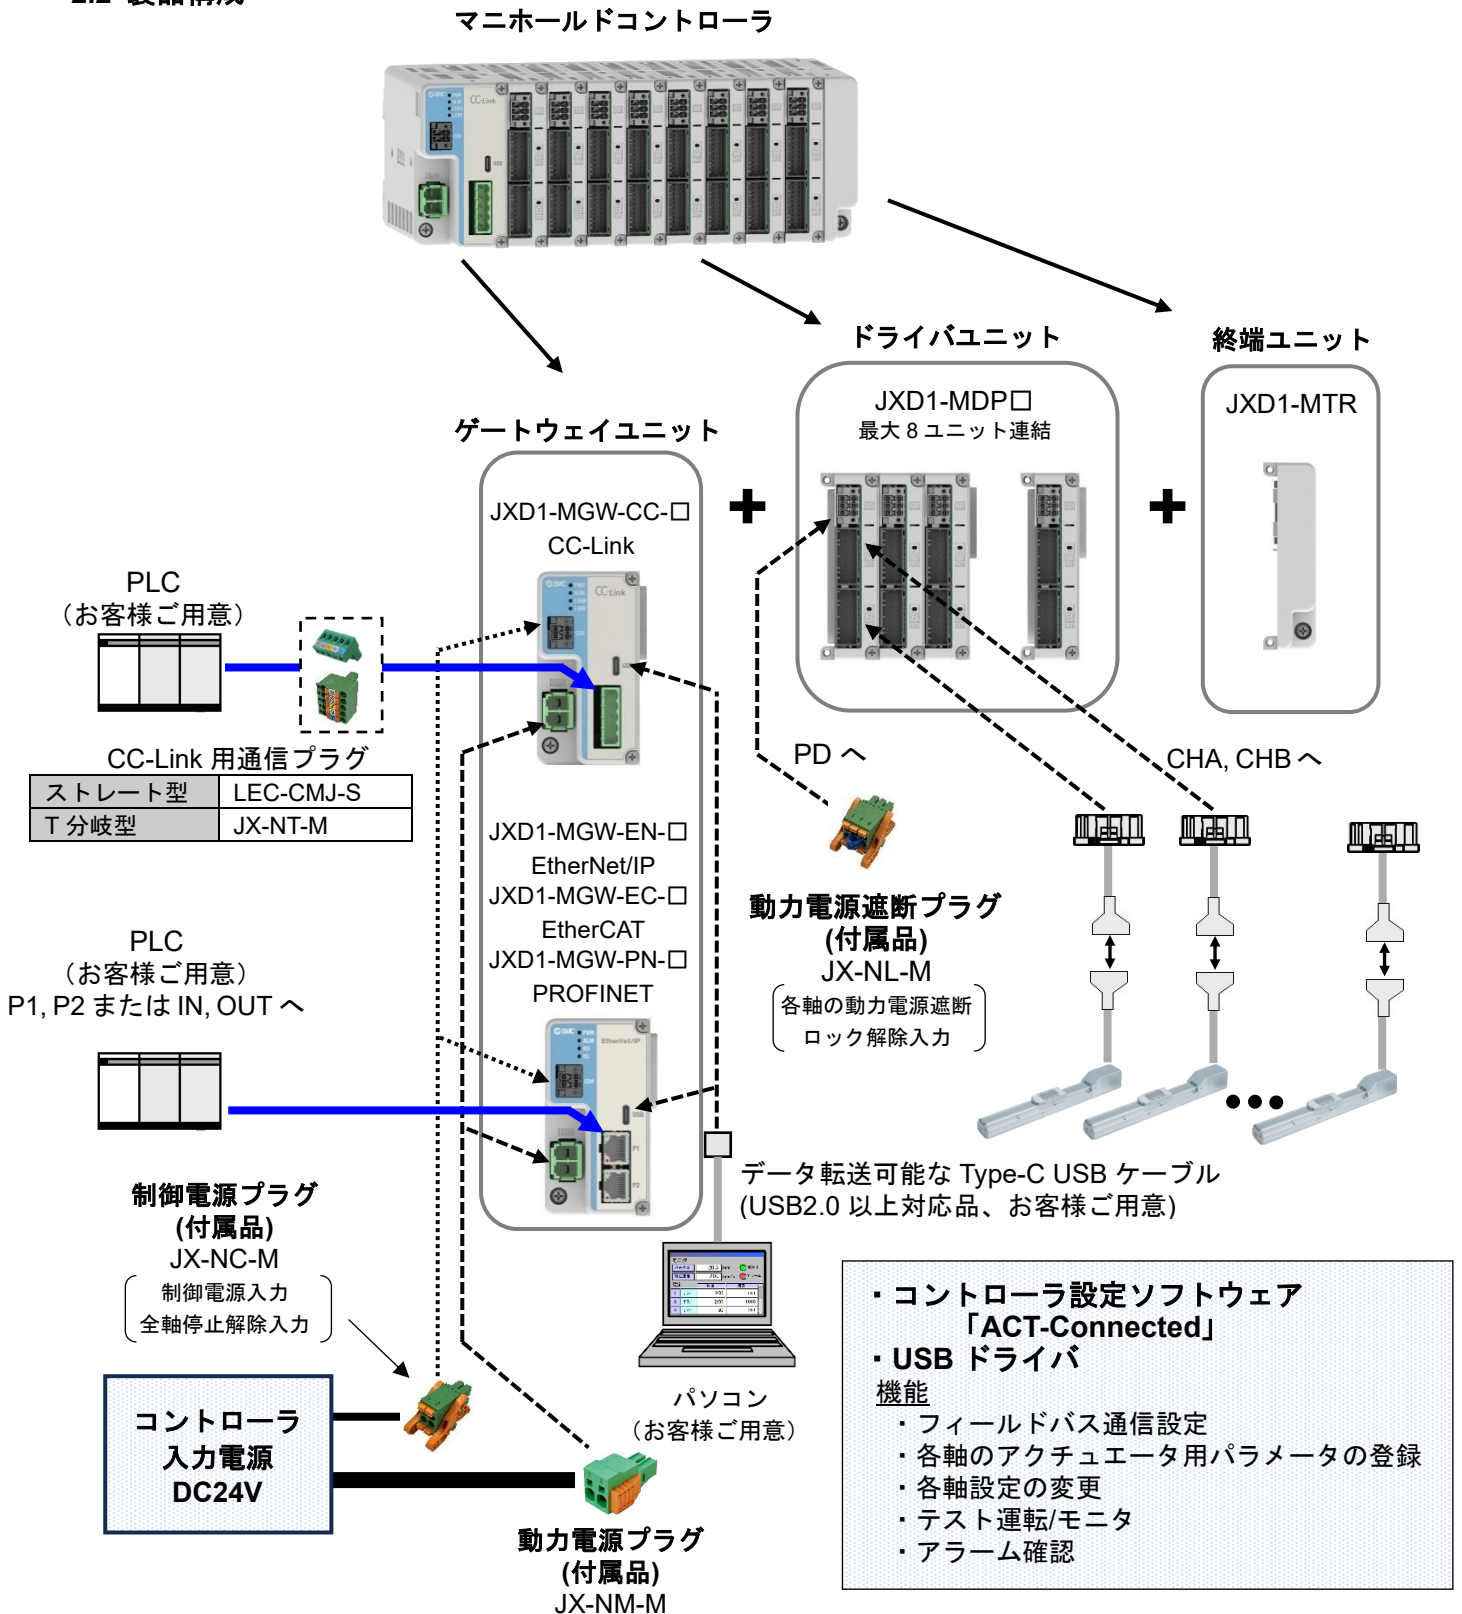 マニホールドコントローラ
SMC
CC-Link
USB
ドライバユニット
終端ユニット
JXD1-MDP□
最大 8 ユニット連結
JXD1-MTR
ゲートウェイユニット
JXD1-MGW-CC-□
CC-Link
PLC
（お客様ご用意）
SMC
CC-Link
CC-Link 用通信プラグ
ストレート型 LEC-CMJ-S
T 分岐型 JX-NT-M
PD へ
CHA, CHB へ
JXD1-MGW-EN-□
EtherNet/IP
JXD1-MGW-EC-□
EtherCAT
JXD1-MGW-PN-□
PROFINET
動力電源遮断プラグ
(付属品)
JX-NL-M
各軸の動力電源遮断
ロック解除入力
PLC
（お客様ご用意）
P1, P2 または IN, OUT へ
SMC
EtherNet/IP
USB
P1
P2
データ転送可能な Type-C USB ケーブル
(USB2.0 以上対応品、お客様ご用意)
制御電源プラグ
(付属品)
JX-NC-M
制御電源入力
全軸停止解除入力
モニタ
パソコン
（お客様ご用意）
コントローラ
入力電源
DC24V
動力電源プラグ
(付属品)
JX-NM-M
・コントローラ設定ソフトウェア
「ACT-Connected」
・USB ドライバ
機能
・フィールドバス通信設定
・各軸のアクチュエータ用パラメータの登録
・各軸設定の変更
・テスト運転/モニタ
・アラーム確認